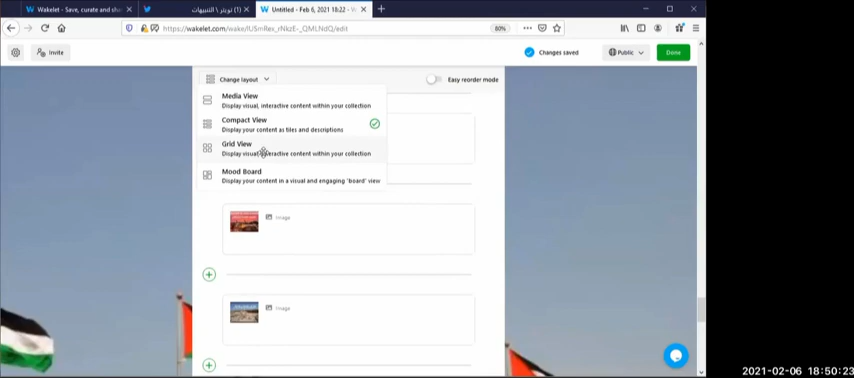 Wakelet - Save, curate and sha
(١) تويتر \ التنبيهات
Untitled - Feb 6, 2021 18:22 - V
https://wakelet.com/wake/IUSmRex_rNkzE-_QMLNdQ/edit
80%
Invite
Changes saved
Public
Done
Change layout
Easy reorder mode
Media View
Display visual, interactive content within your collection
Compact View
Display your content as tiles and descriptions
Grid View
Display visual, interactive content within your collection
Mood Board
Display your content in a visual and engaging 'board' view
Image
Image
2021-02-06 18:50:23